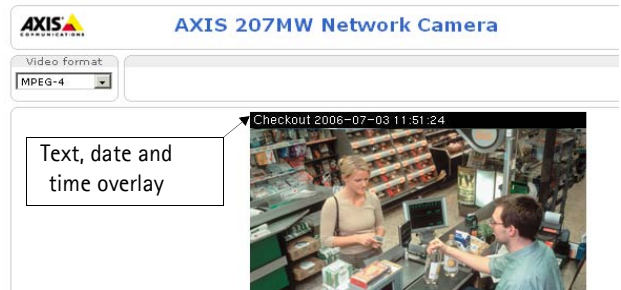 AXIS
COMMUNICATIONS
AXIS 207MW Network Camera
Video format
MPEG-4
Checkout 2006-07-03 11:51:24
Text, date and
time overlay